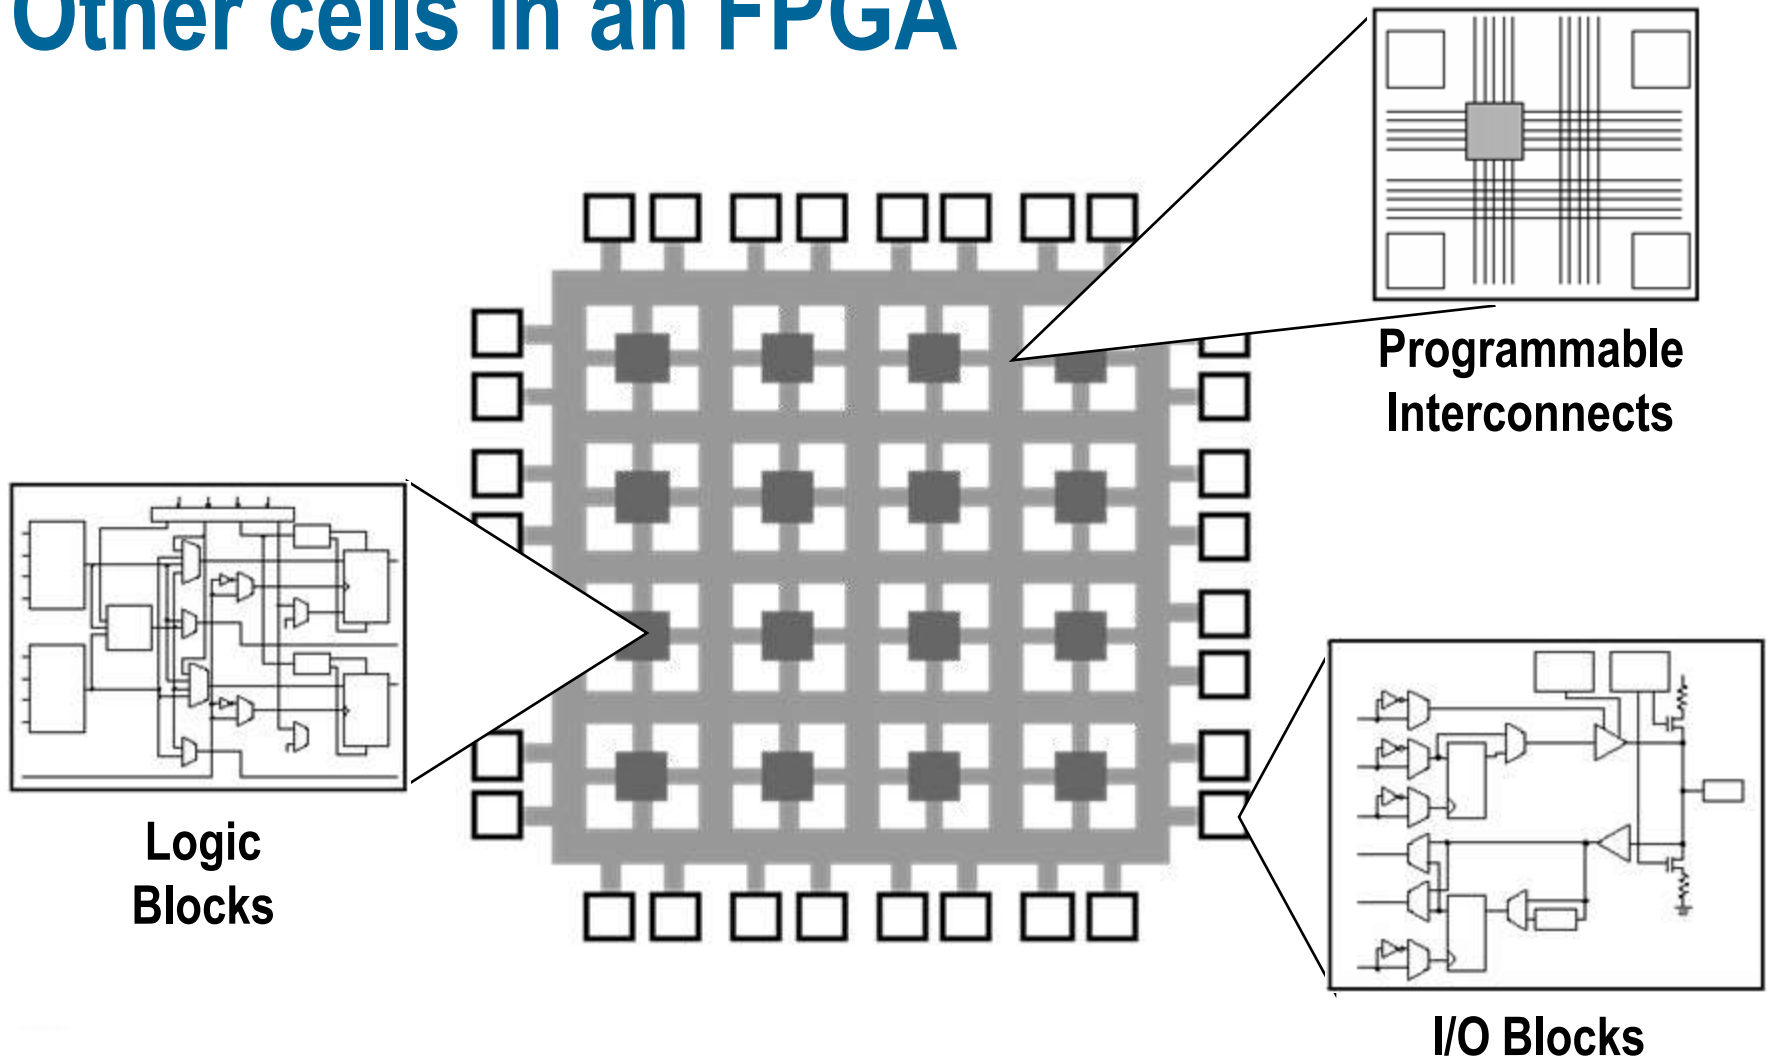 Other cells in an FPGA
Programmable
Interconnects
Logic
Blocks
I/O Blocks